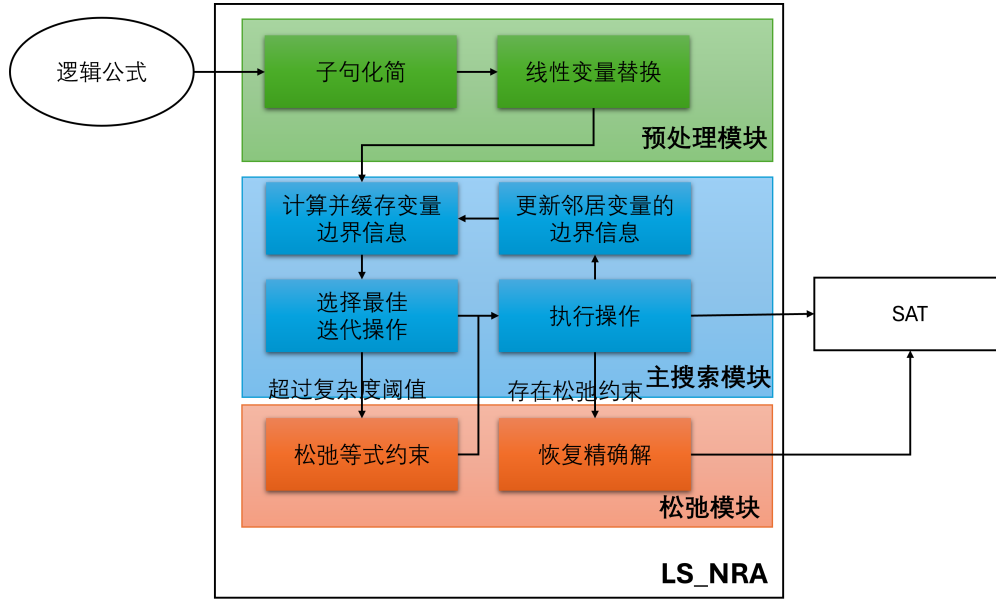 逻辑公式
子句化简
线性变量替换
预处理模块
计算并缓存变量
边界信息
更新邻居变量的
边界信息
选择最佳
迭代操作
执行操作
SAT
主搜索模块
超过复杂度阈值
存在松弛约束
松弛等式约束
恢复精确解
松弛模块
LS_NRA